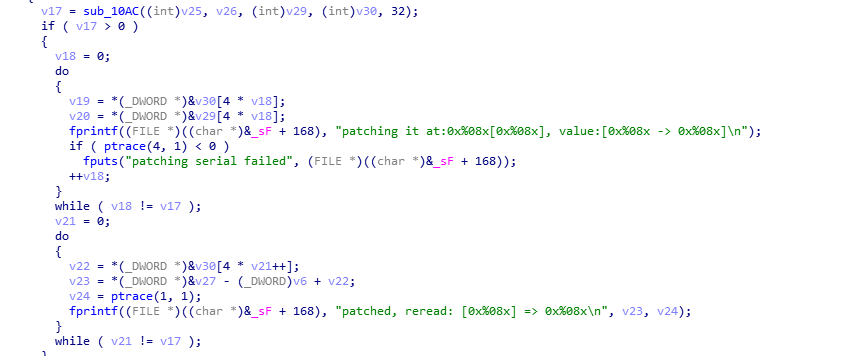 v17 = sub_10AC((int)v25, v26, (int)v29, (int)v30, 32);
if ( v17 > 0 )
{
v18 = 0;
do
{
v19 = *(_DWORD *)&v30[4 * v18];
v20 = *(_DWORD *)&v29[4 * v18];
fprintf((FILE *)((char *)&_sF + 168), "patching it at:0x%08x[0x%08x], value:[0x%08x -> 0x%08x]\n");
if ( ptrace(4, 1) < 0 )
fputs("patching serial failed", (FILE *)((char *)&_sF + 168));
++v18;
}
while ( v18 != v17 );
v21 = 0;
do
{
v22 = *(_DWORD *)&v30[4 * v21++];
v23 = *(_DWORD *)&v27 - (_DWORD)v6 + v22;
v24 = ptrace(1, 1);
fprintf((FILE *)((char *)&_sF + 168), "patched, reread: [0x%08x] => 0x%08x\n", v23, v24);
}
while ( v21 != v17 );